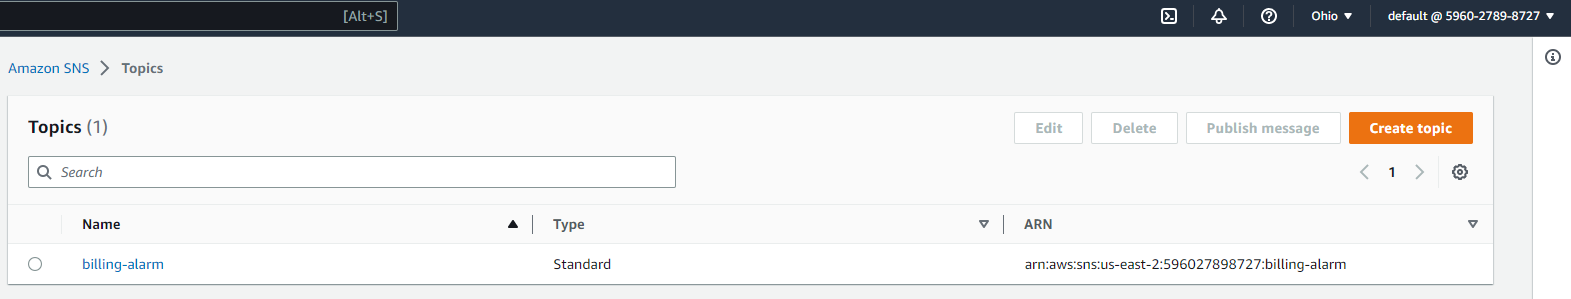 [Alt+S]
Ohio
default @ 5960-2789-8727
Amazon SNS
Topics
Topics (1)
Edit
Delete
Publish message
Create topic
Search
1
Name
Type
ARN
billing-alarm
Standard
arn:aws:sns:us-east-2:596027898727:billing-alarm